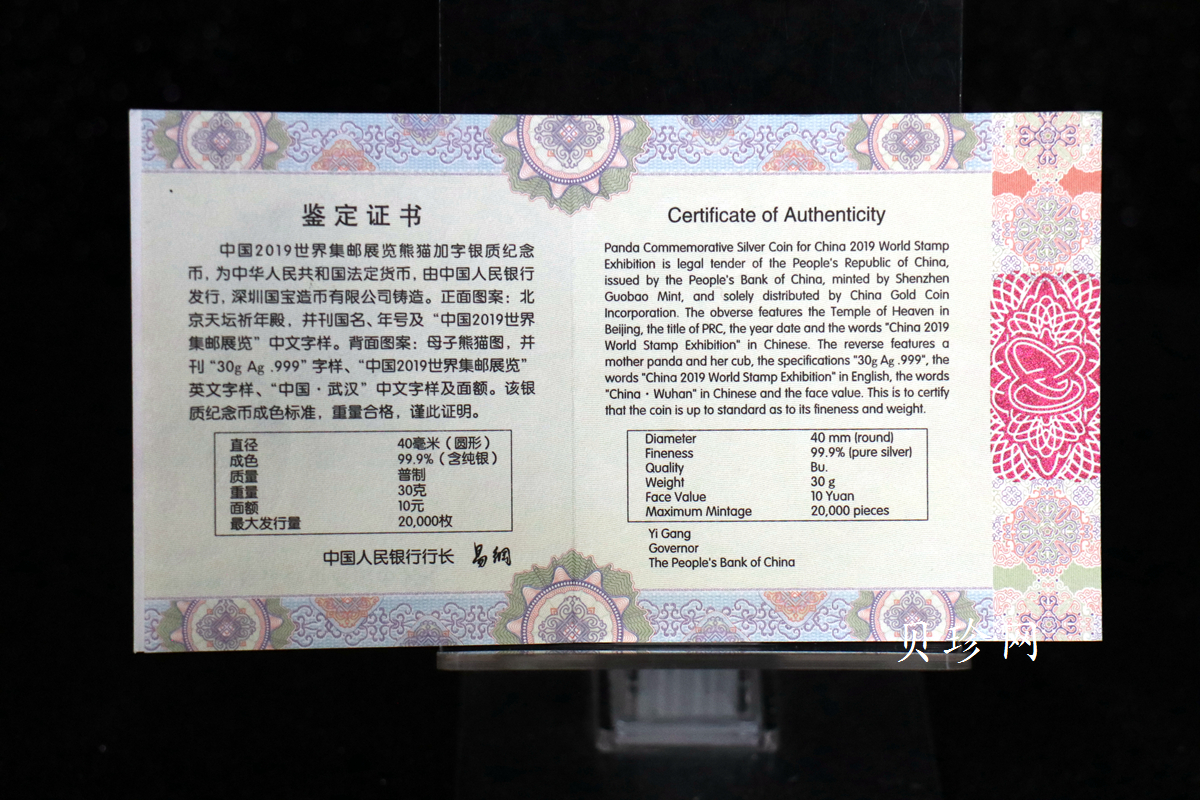 鉴定证书
中国2019世界集邮展览熊猫加字银质纪念
币，为中华人民共和国法定货币，由中国人民银行
发行，深圳国宝造币有限公司铸造。正面图案：北
京天坛祈年殿，并刊国名、年号及“中国2019世界
集邮展览”中文字样。背面图案：母子熊猫图，并
刊“30g Ag .999”字样、“中国2019世界集邮展览”
英文字样、“中国·武汉”中文字样及面额。该银
质纪念币成色标准，重量合格，谨此证明。
直径 40毫米（圆形）
成色 99.9%（含纯银）
质量 普制
重量 30克
面额 10元
最大发行量 20,000枚
中国人民银行行长 易纲
Certificate of Authenticity
Panda Commemorative Silver Coin for China 2019 World Stamp
Exhibition is legal tender of the People's Republic of China,
issued by the People's Bank of China, minted by Shenzhen
Guobao Mint, and solely distributed by China Gold Coin
Incorporation. The obverse features the Temple of Heaven in
Beijing, the title of PRC, the year date and the words "China 2019
World Stamp Exhibition" in Chinese. The reverse features a
mother panda and her cub, the specifications "30g Ag .999", the
words "China 2019 World Stamp Exhibition" in English, the words
"China·Wuhan" in Chinese and the face value. This is to certify
that the coin is up to standard as to its fineness and weight.
Diameter 40 mm (round)
Fineness 99.9% (pure silver)
Quality Bu.
Weight 30 g
Face Value 10 Yuan
Maximum Mintage 20,000 pieces
Yi Gang
Governor
The People's Bank of China
贝珍网